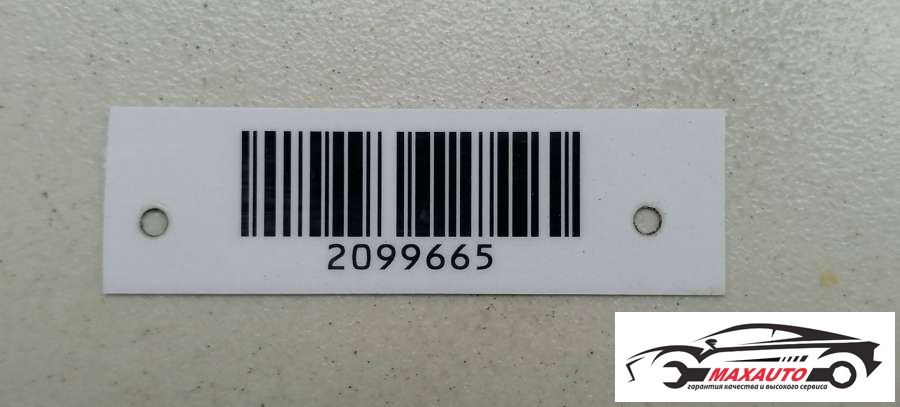 2099665
MAXAUTO
гарантия качества и высокого сервиса